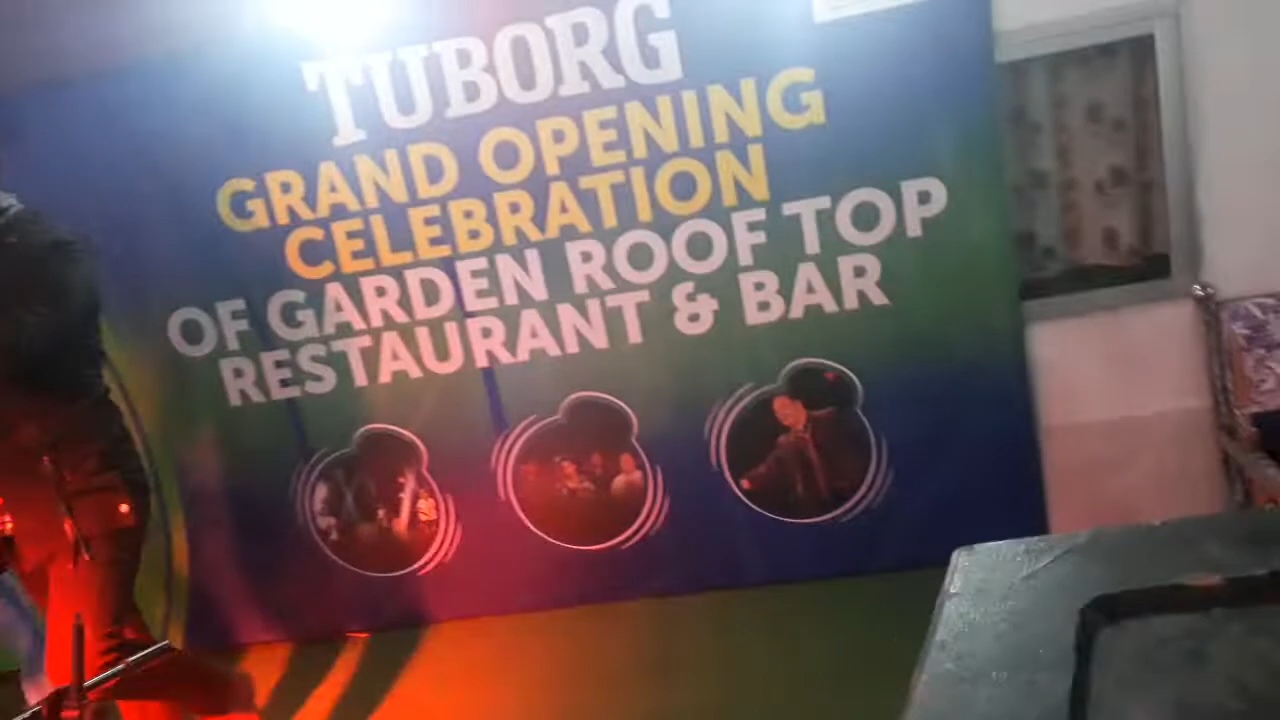 TUBORG
GRAND OPENING
CELEBRATION
OF GARDEN ROOF TOP
RESTAURANT & BAR